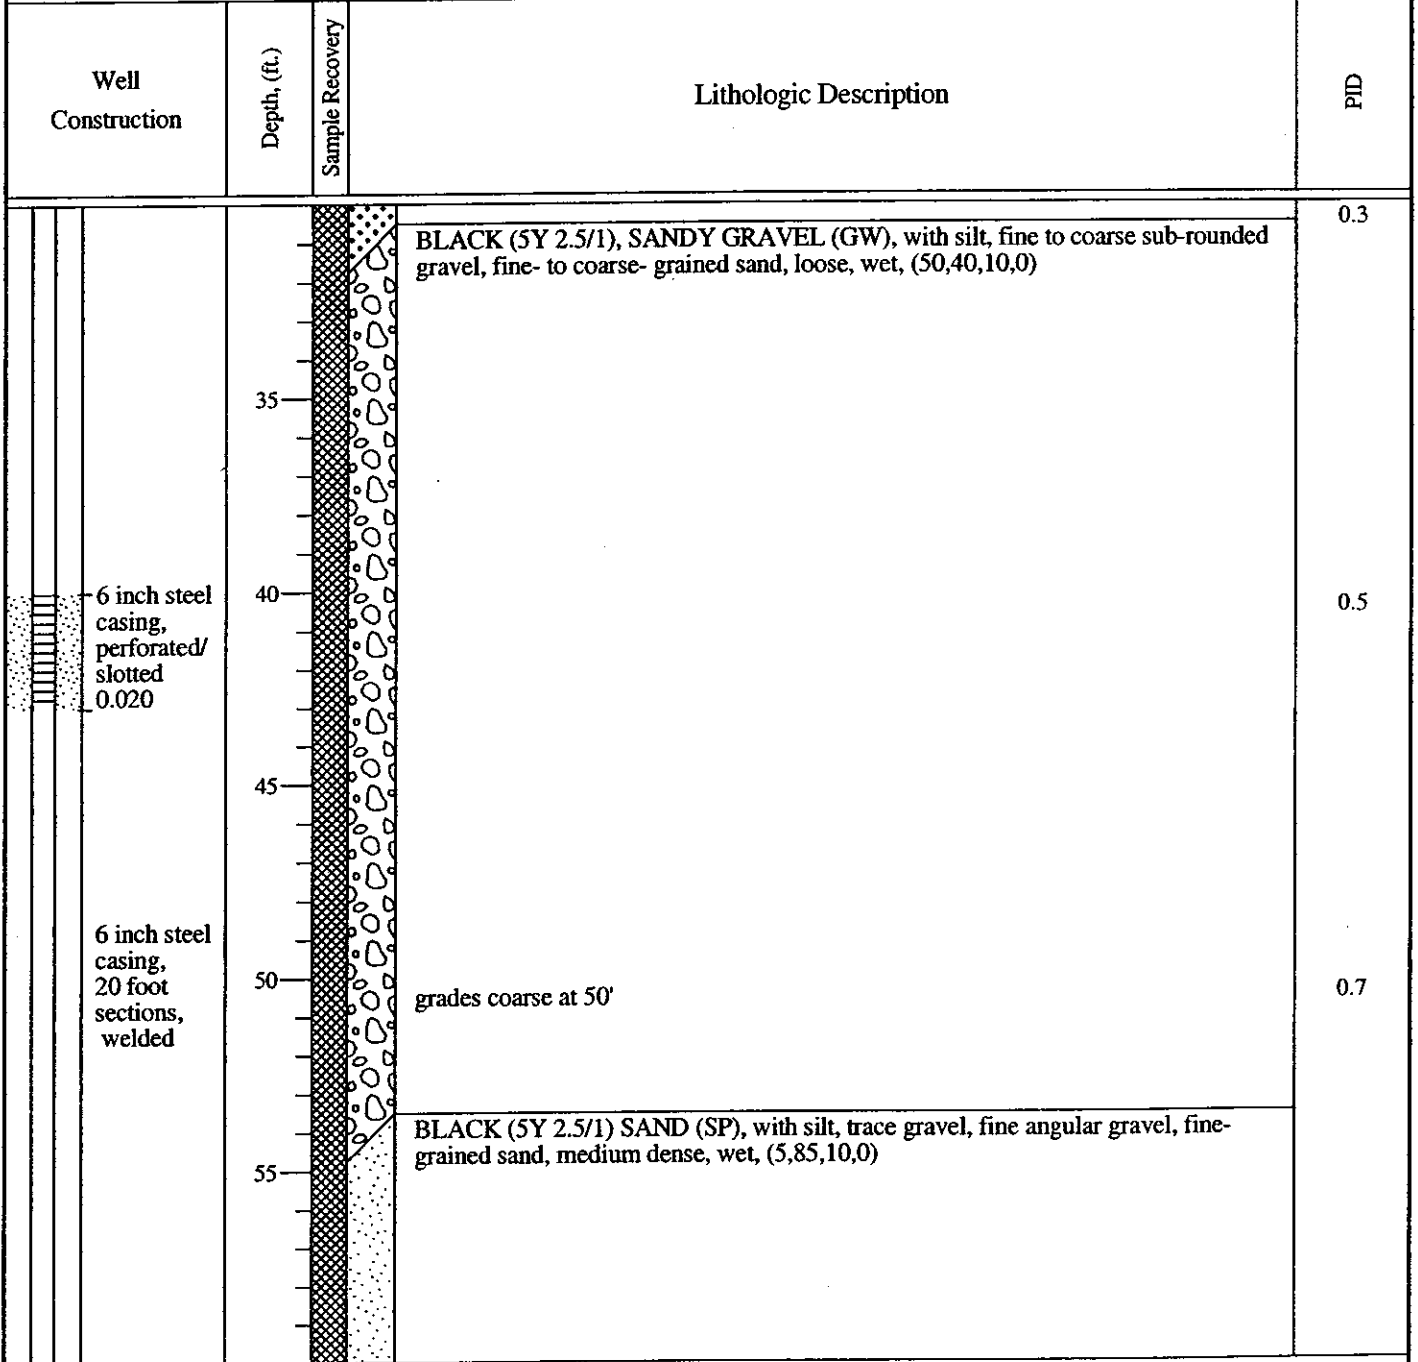 Well
Construction
Depth, (ft.)
Sample Recovery
Lithologic Description
PID
0.3
BLACK (5Y 2.5/1), SANDY GRAVEL (GW), with silt, fine to coarse sub-rounded
gravel, fine- to coarse- grained sand, loose, wet, (50,40,10,0)
35
6 inch steel
casing,
perforated/
slotted
0.020
40
0.5
45
6 inch steel
casing,
20 foot
sections,
welded
50
grades coarse at 50'
0.7
BLACK (5Y 2.5/1) SAND (SP), with silt, trace gravel, fine angular gravel, fine-
grained sand, medium dense, wet, (5,85,10,0)
55